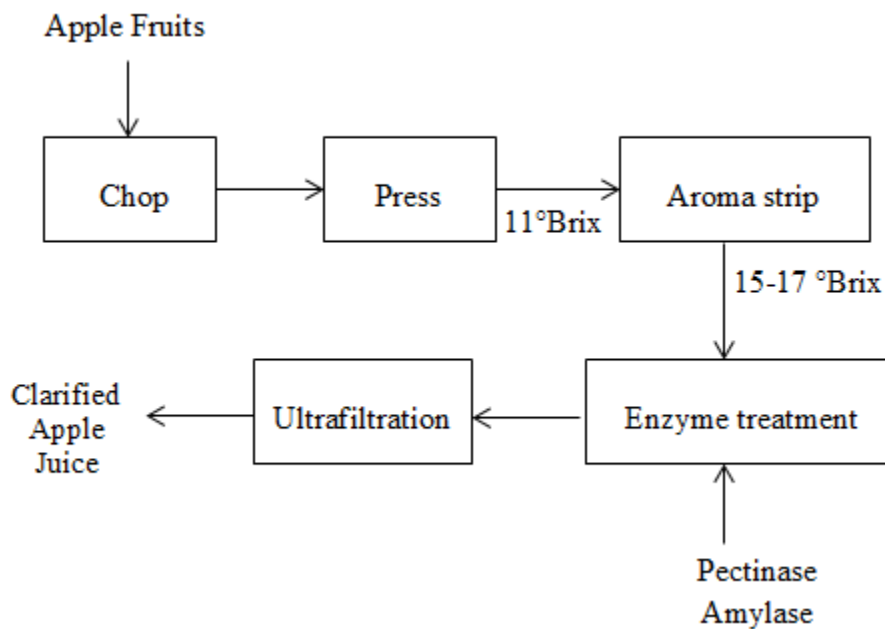 Apple Fruits
Chop
Press
11°Brix
Aroma strip
15-17 °Brix
Enzyme treatment
Pectinase
Amylase
Ultrafiltration
Clarified
Apple
Juice